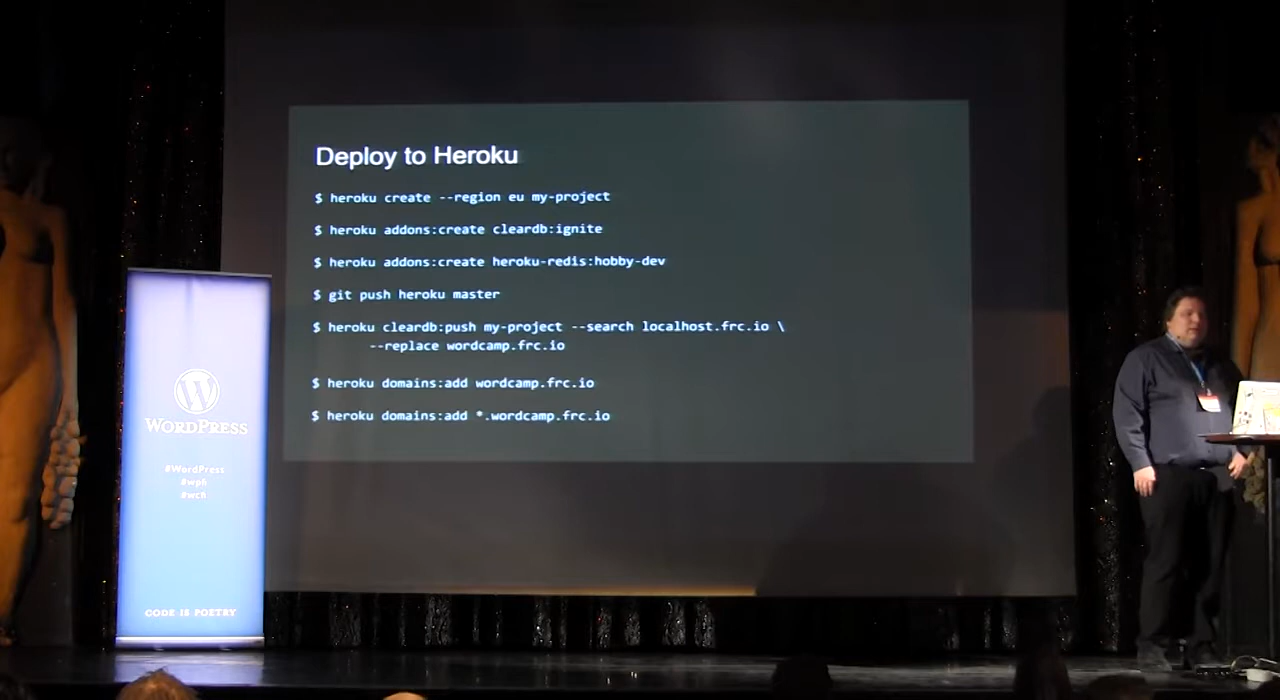 Deploy to Heroku
$ heroku create --region eu my-project
$ heroku addons:create cleardb:ignite
$ heroku addons:create heroku-redis:hobby-dev
$ git push heroku master
$ heroku cleardb:push my-project --search localhost.frc.io \
--replace wordcamp.frc.io
$ heroku domains:add wordcamp.frc.io
$ heroku domains:add *.wordcamp.frc.io
WORDPRESS
#WordPress
#wpfi
#wcfi
CODE IS POETRY